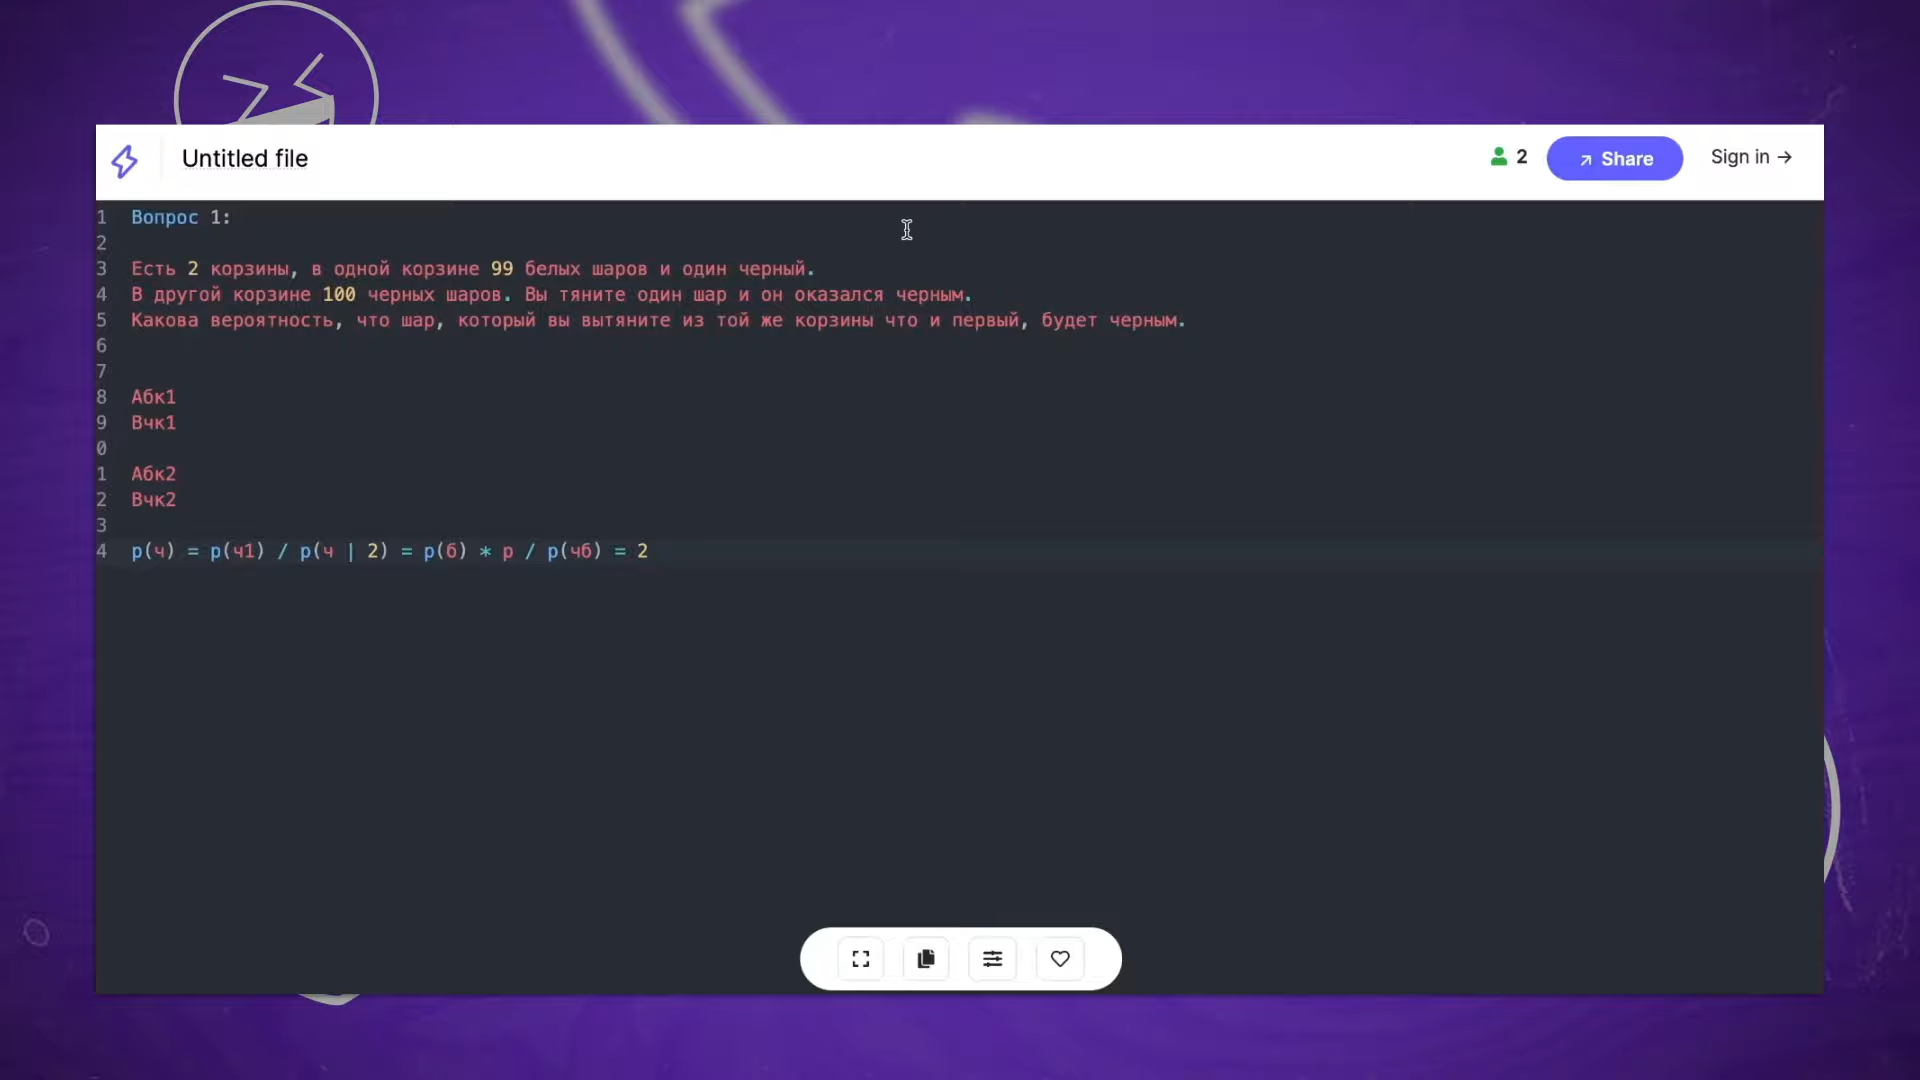 Untitled file
2
Share
Sign in →
1 Вопрос 1:
2
3 Есть 2 корзины, в одной корзине 99 белых шаров и один черный.
4 В другой корзине 100 черных шаров. Вы тяните один шар и он оказался черным.
5 Какова вероятность, что шар, который вы вытяните из той же корзины что и первый, будет черным.
6
7
8 Абк1
9 Вчк1
0
1 Абк2
2 Вчк2
3
4 р(ч) = р(ч1) / р(ч | 2) = р(б) * р / р(чб) = 2